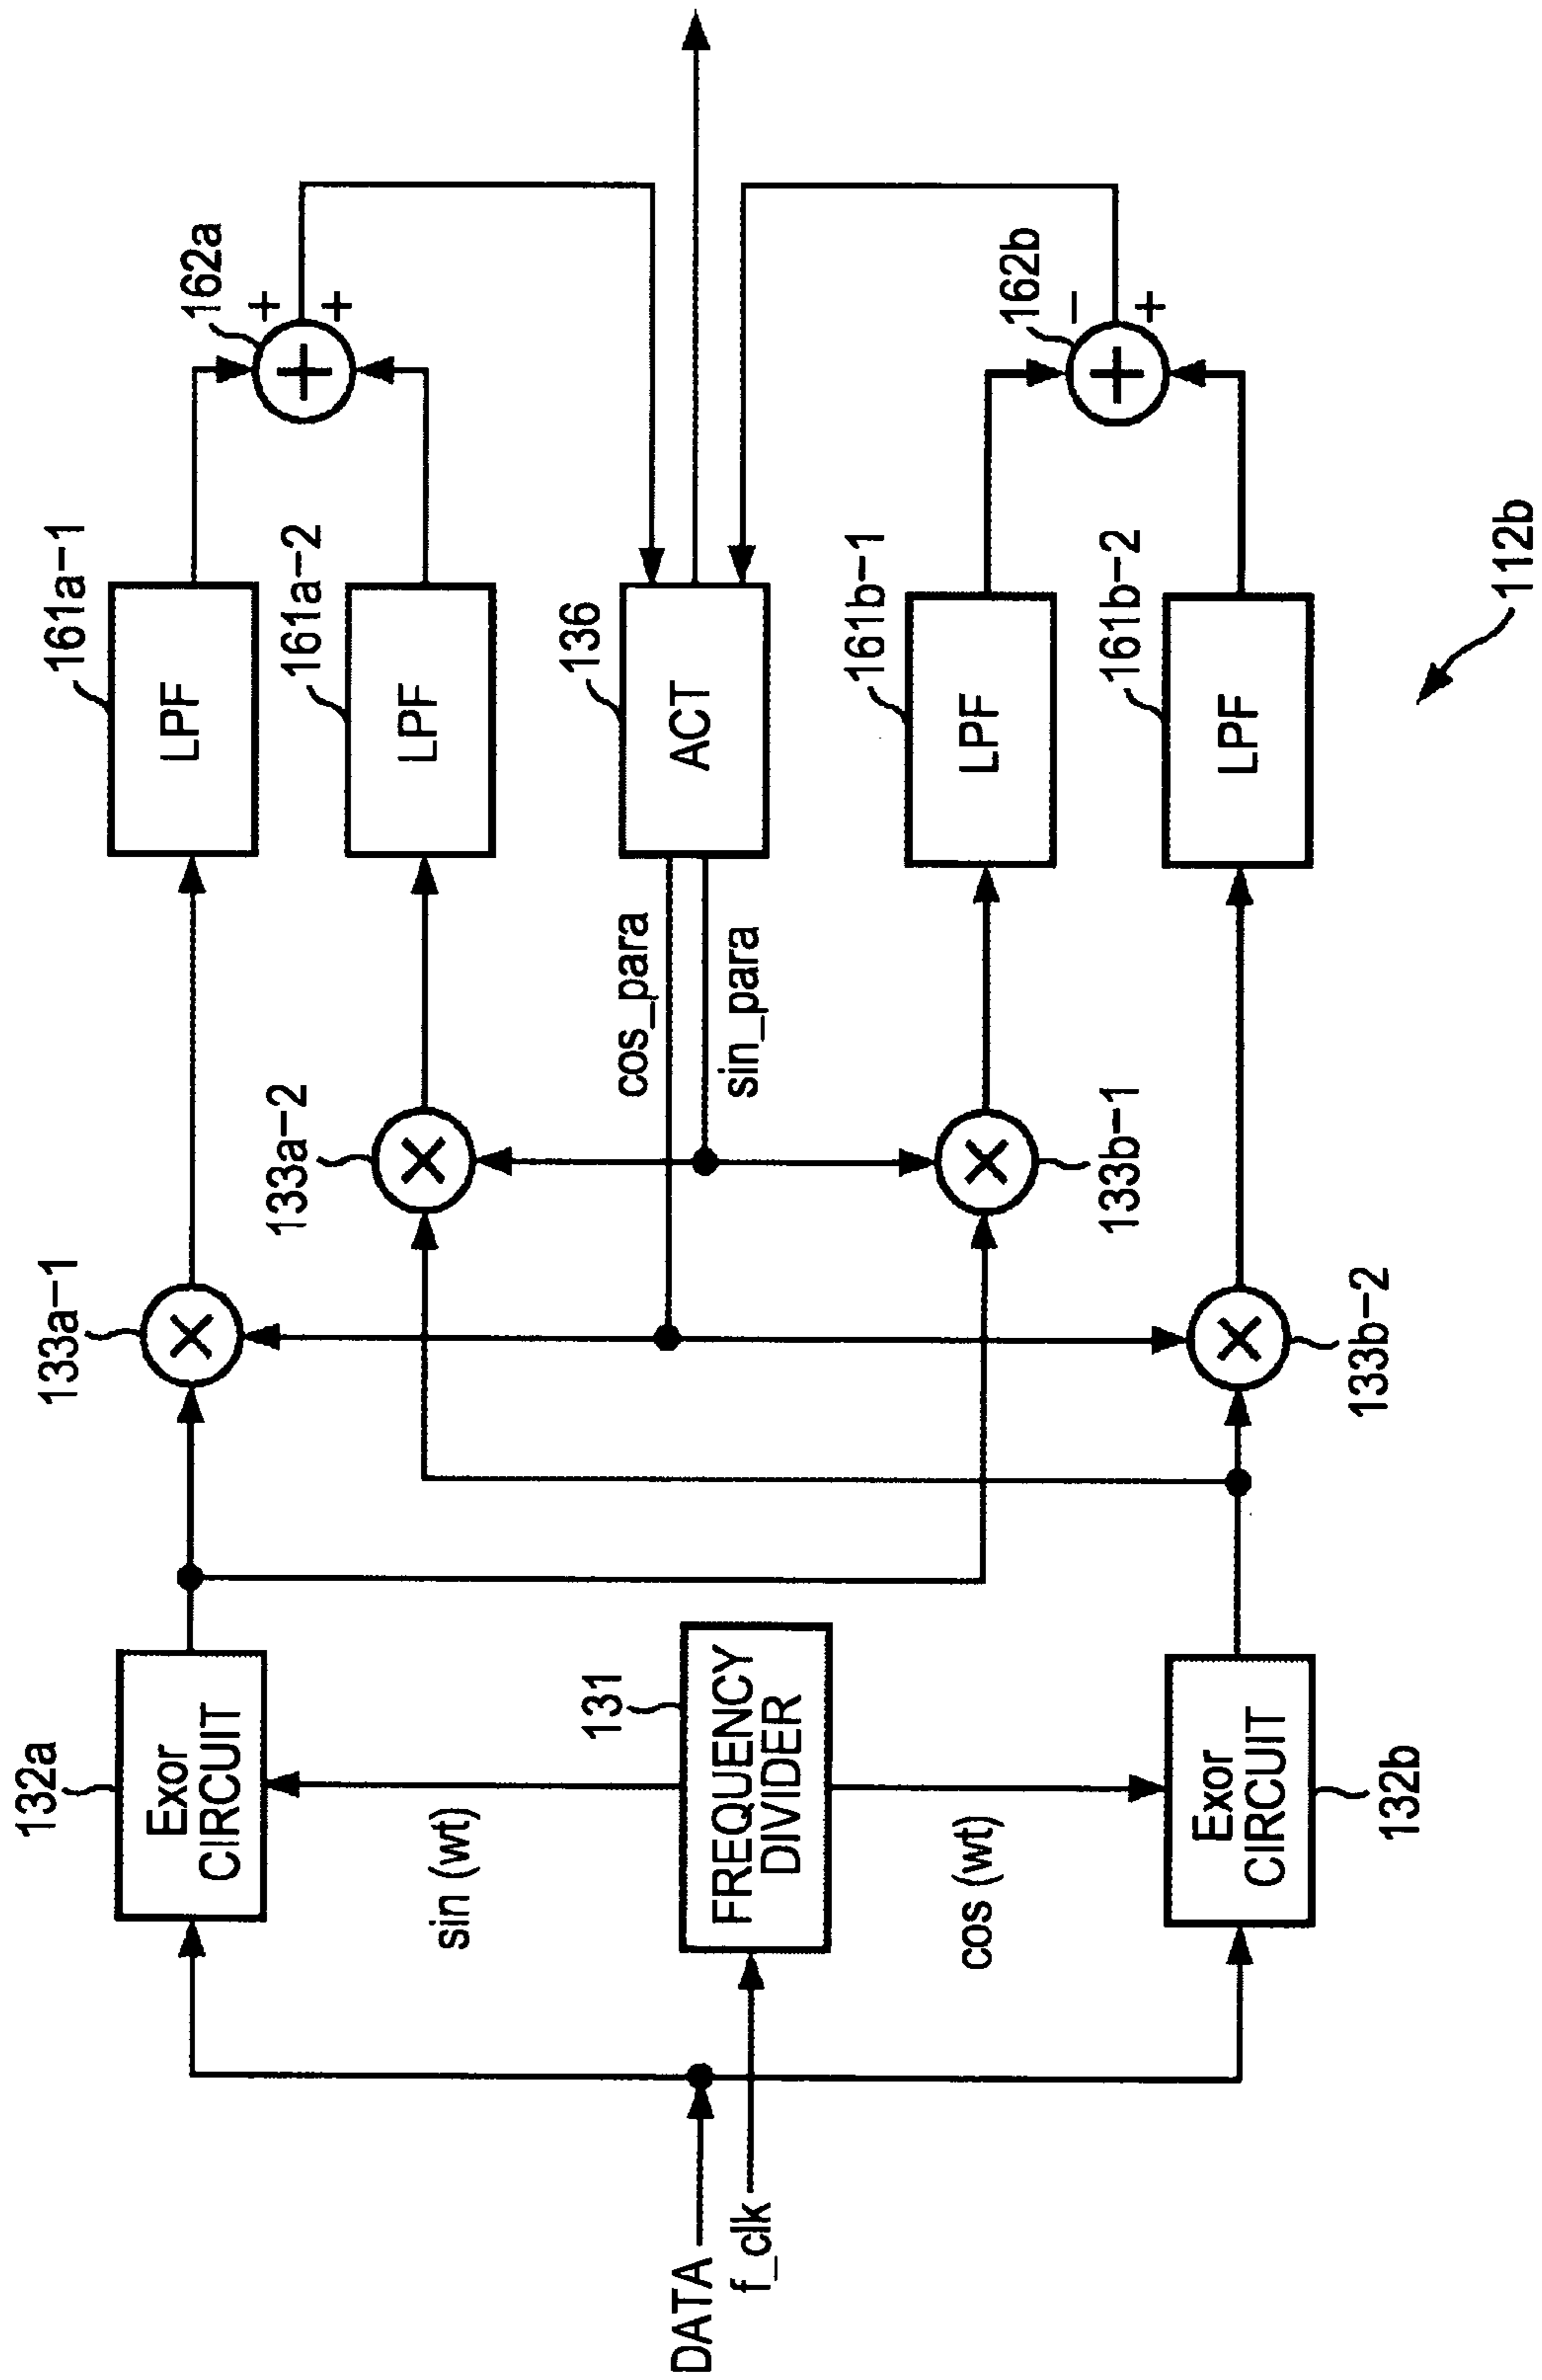 132a
Exor
CIRCUIT
sin (wt)
131
FREQUENCY
DIVIDER
cos (wt)
Exor
CIRCUIT
132b
DATA
f_clk
133a-1
133a-2
cos_para
sin_para
133b-1
133b-2
161a-1
LPF
161a-2
LPF
136
ACT
161b-1
LPF
161b-2
LPF
162a
+
+
162b
−
+
112b